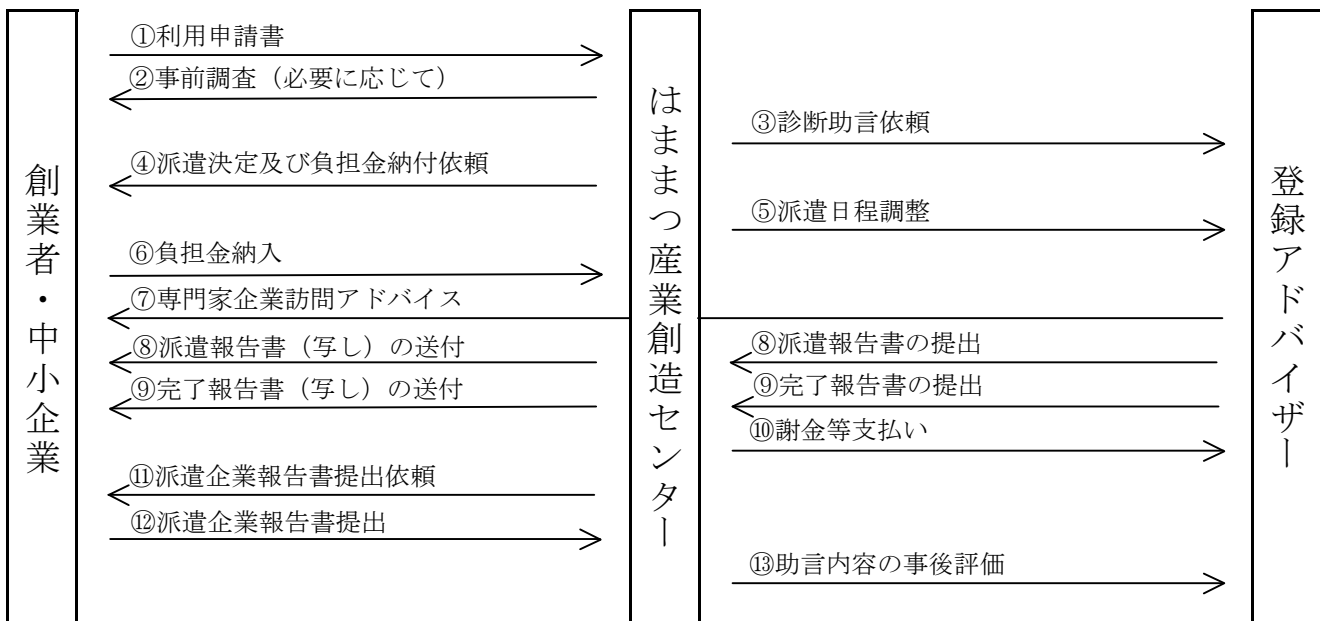 創業者・中小企業
①利用申請書
②事前調査（必要に応じて）
④派遣決定及び負担金納付依頼
⑥負担金納入
⑦専門家企業訪問アドバイス
⑧派遣報告書（写し）の送付
⑨完了報告書（写し）の送付
⑪派遣企業報告書提出依頼
⑫派遣企業報告書提出
はままつ産業創造センター
③診断助言依頼
⑤派遣日程調整
⑧派遣報告書の提出
⑨完了報告書の提出
⑩謝金等支払い
⑬助言内容の事後評価
登録アドバイザー